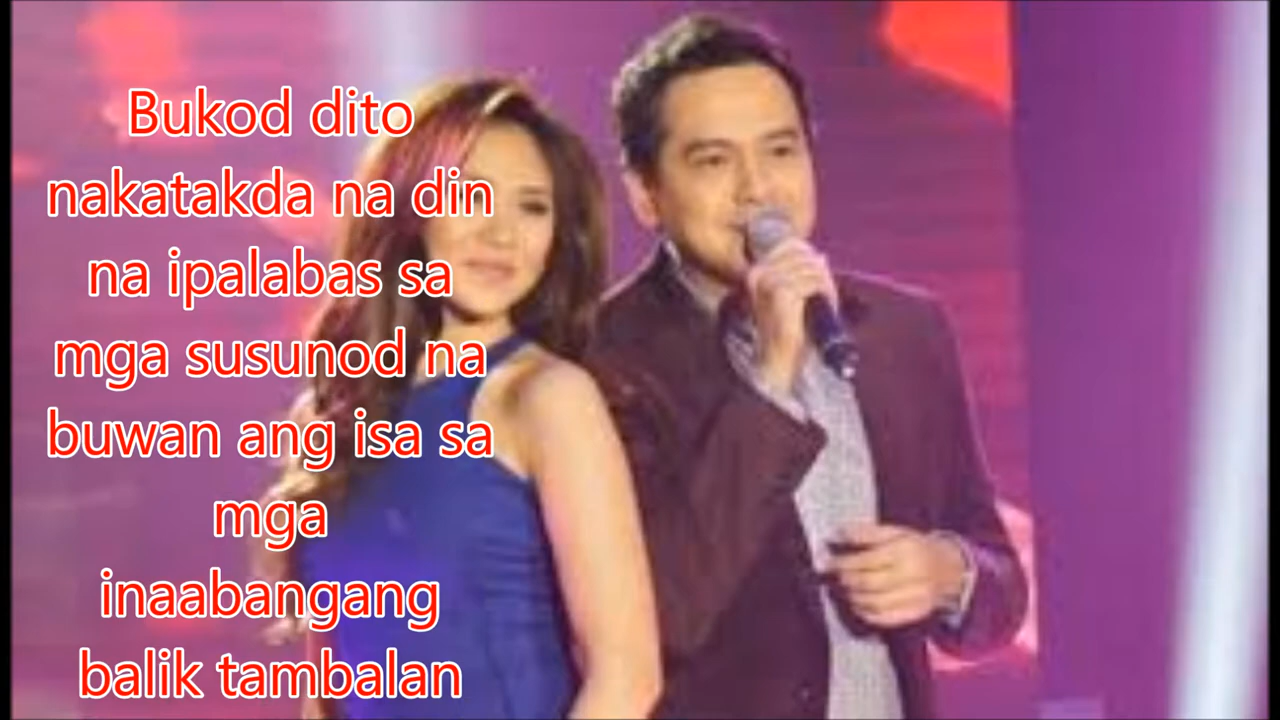 Bukod dito
nakatakda na din
na ipalabas sa
mga susunod na
buwan ang isa sa
mga
inaabangang
balik tambalan